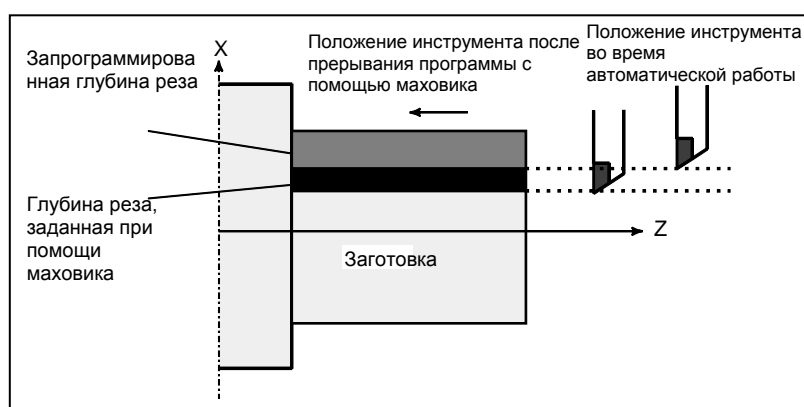 Запрограммирова
нная глубина реза
X
Положение инструмента после
прерывания программы с
помощью маховика
Положение инструмента
во время
автоматической работы
Глубина реза,
заданная при
помощи
маховика
Z
Заготовка